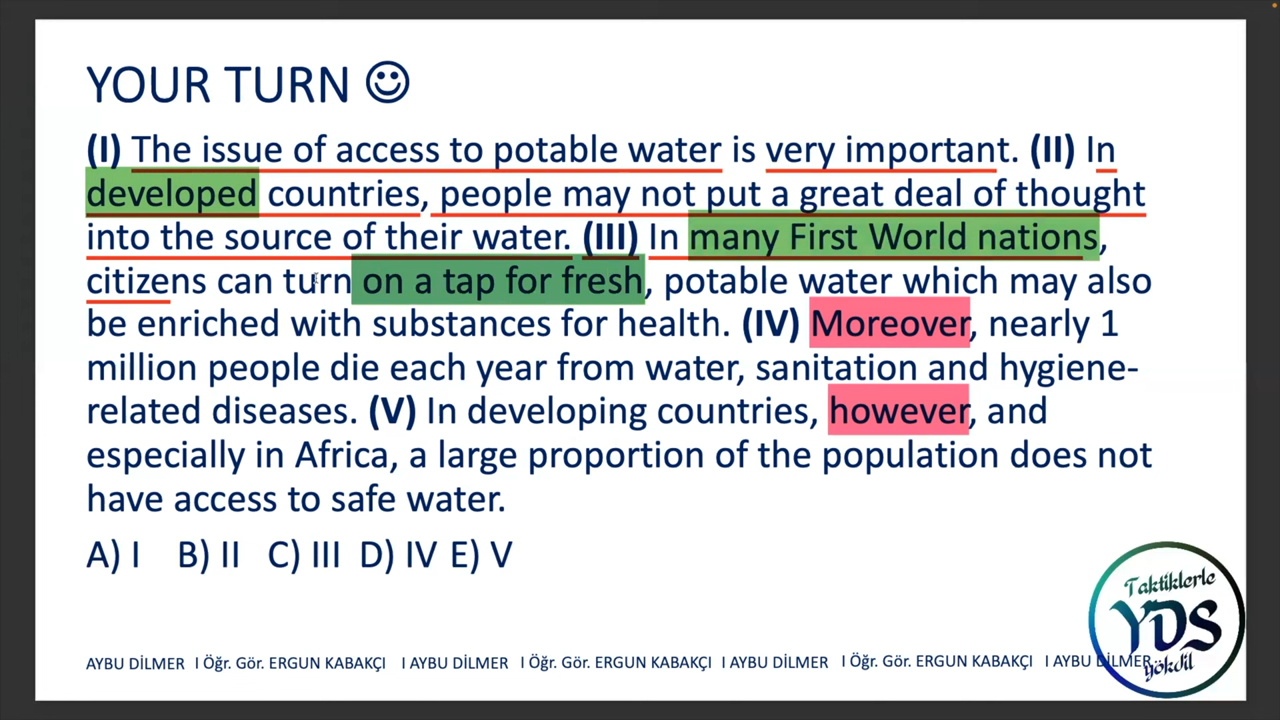 YOUR TURN ☺
(I) The issue of access to potable water is very important. (II) In
developed countries, people may not put a great deal of thought
into the source of their water. (III) In many First World nations,
citizens can turn on a tap for fresh, potable water which may also
be enriched with substances for health. (IV) Moreover, nearly 1
million people die each year from water, sanitation and hygiene-
related diseases. (V) In developing countries, however, and
especially in Africa, a large proportion of the population does not
have access to safe water.
A) I B) II C) III D) IV E) V
AYBU DİLMER I Öğr. Gör. ERGUN KABAKÇI I AYBU DİLMER I Öğr. Gör. ERGUN KABAKÇI I AYBU DİLMER I Öğr. Gör. ERGUN KABAKÇI I AYBU DİLMER
Taktiklerle
YDS
yökdil